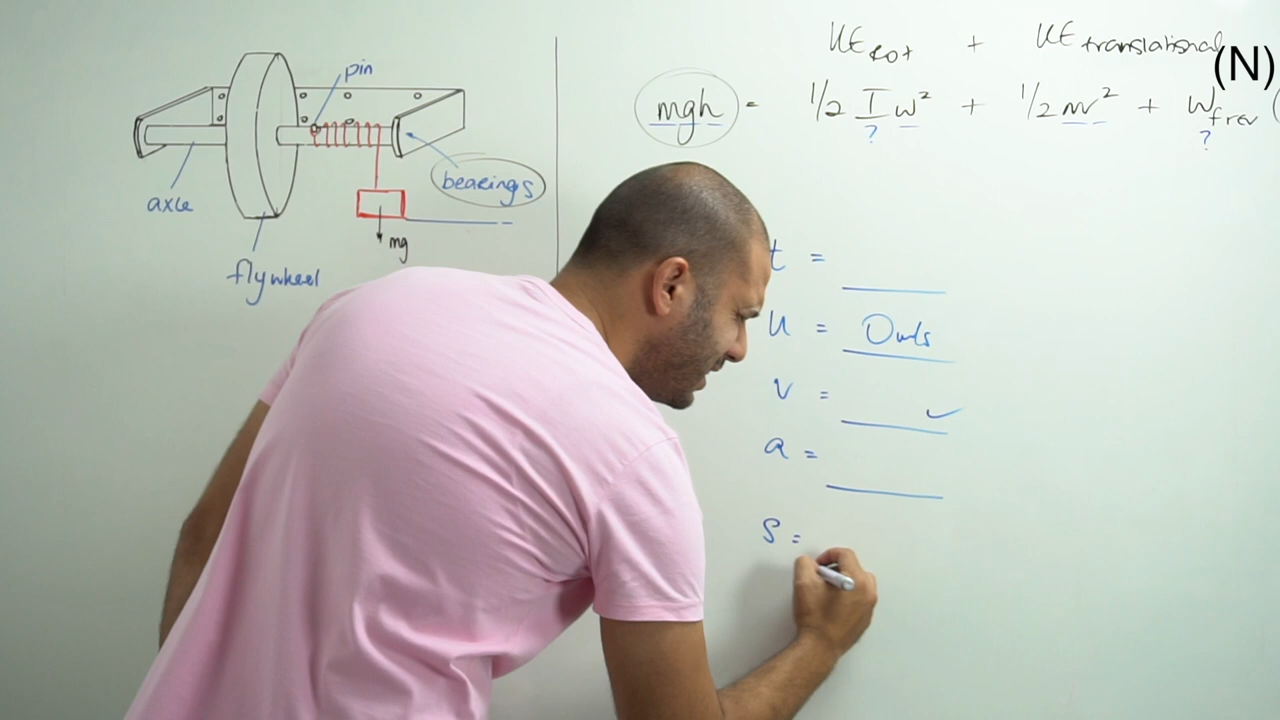 pin
bearings
axle
mg
flywheel
KE Rot + KE translational
(N)
mgh = 1/2 I w² + 1/2 mv² + W frev (
?
?
t =
u = 0m/s
v = ✓
a =
s =